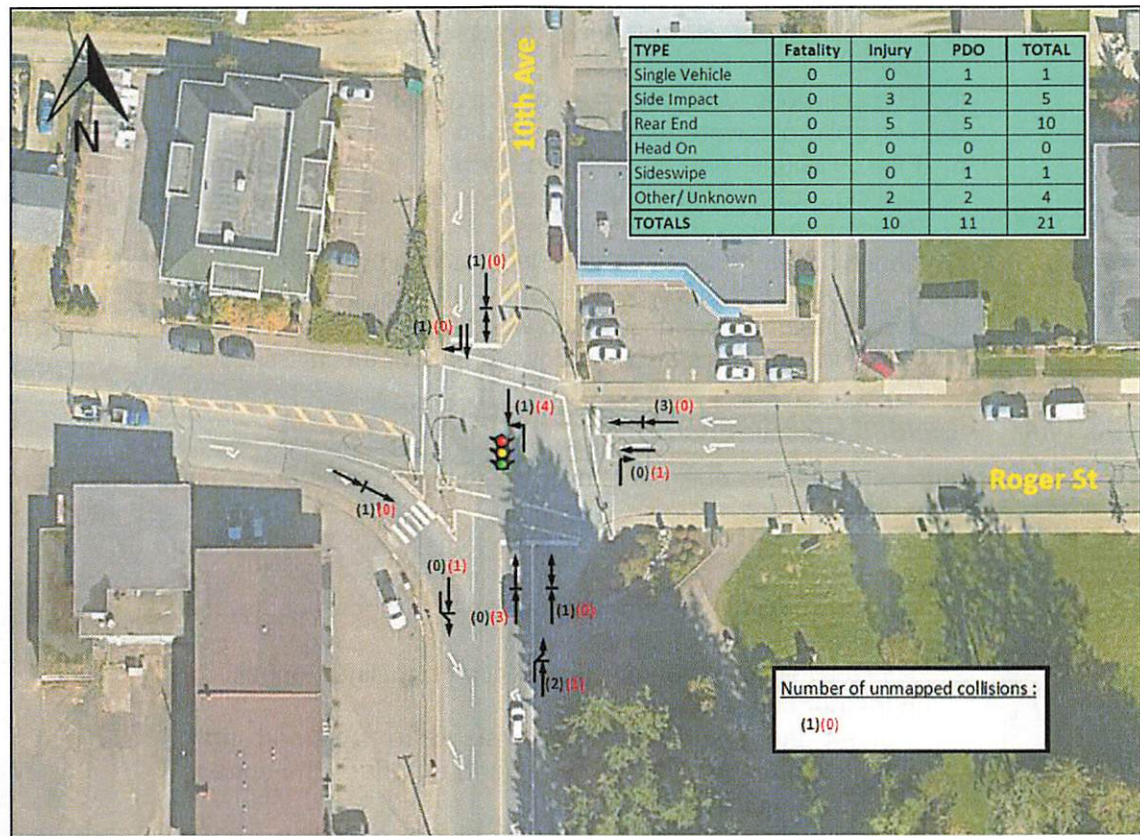 10th Ave
TYPE Fatality Injury PDO TOTAL
Single Vehicle 0 0 1 1
Side Impact 0 3 2 5
Rear End 0 5 5 10
Head On 0 0 0 0
Sideswipe 0 0 1 1
Other/ Unknown 0 2 2 4
TOTALS 0 10 11 21
N
(1)(0)
(1)(0)
(1)(4)
(3)(0)
(0)(1)
Roger St
(1)(0)
(0)(1)
(0)(3)
(1)(0)
(2)
Number of unmapped collisions :
(1)(0)